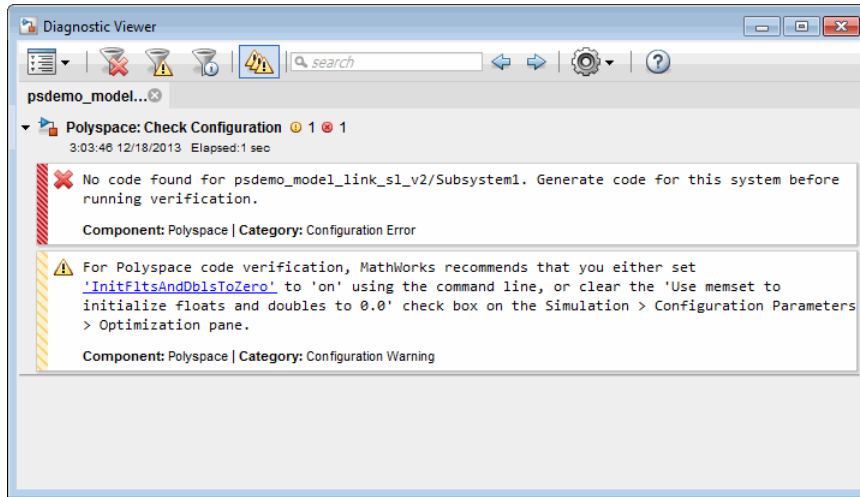 Diagnostic Viewer
search
psdemo_model...
Polyspace: Check Configuration 1 1
3:03:46 12/18/2013 Elapsed:1 sec
No code found for psdemo_model_link_sl_v2/Subsystem1. Generate code for this system before
running verification.
Component: Polyspace | Category: Configuration Error
For Polyspace code verification, MathWorks recommends that you either set
'InitFltsAndDblsToZero' to 'on' using the command line, or clear the 'Use memset to
initialize floats and doubles to 0.0' check box on the Simulation > Configuration Parameters
> Optimization pane.
Component: Polyspace | Category: Configuration Warning